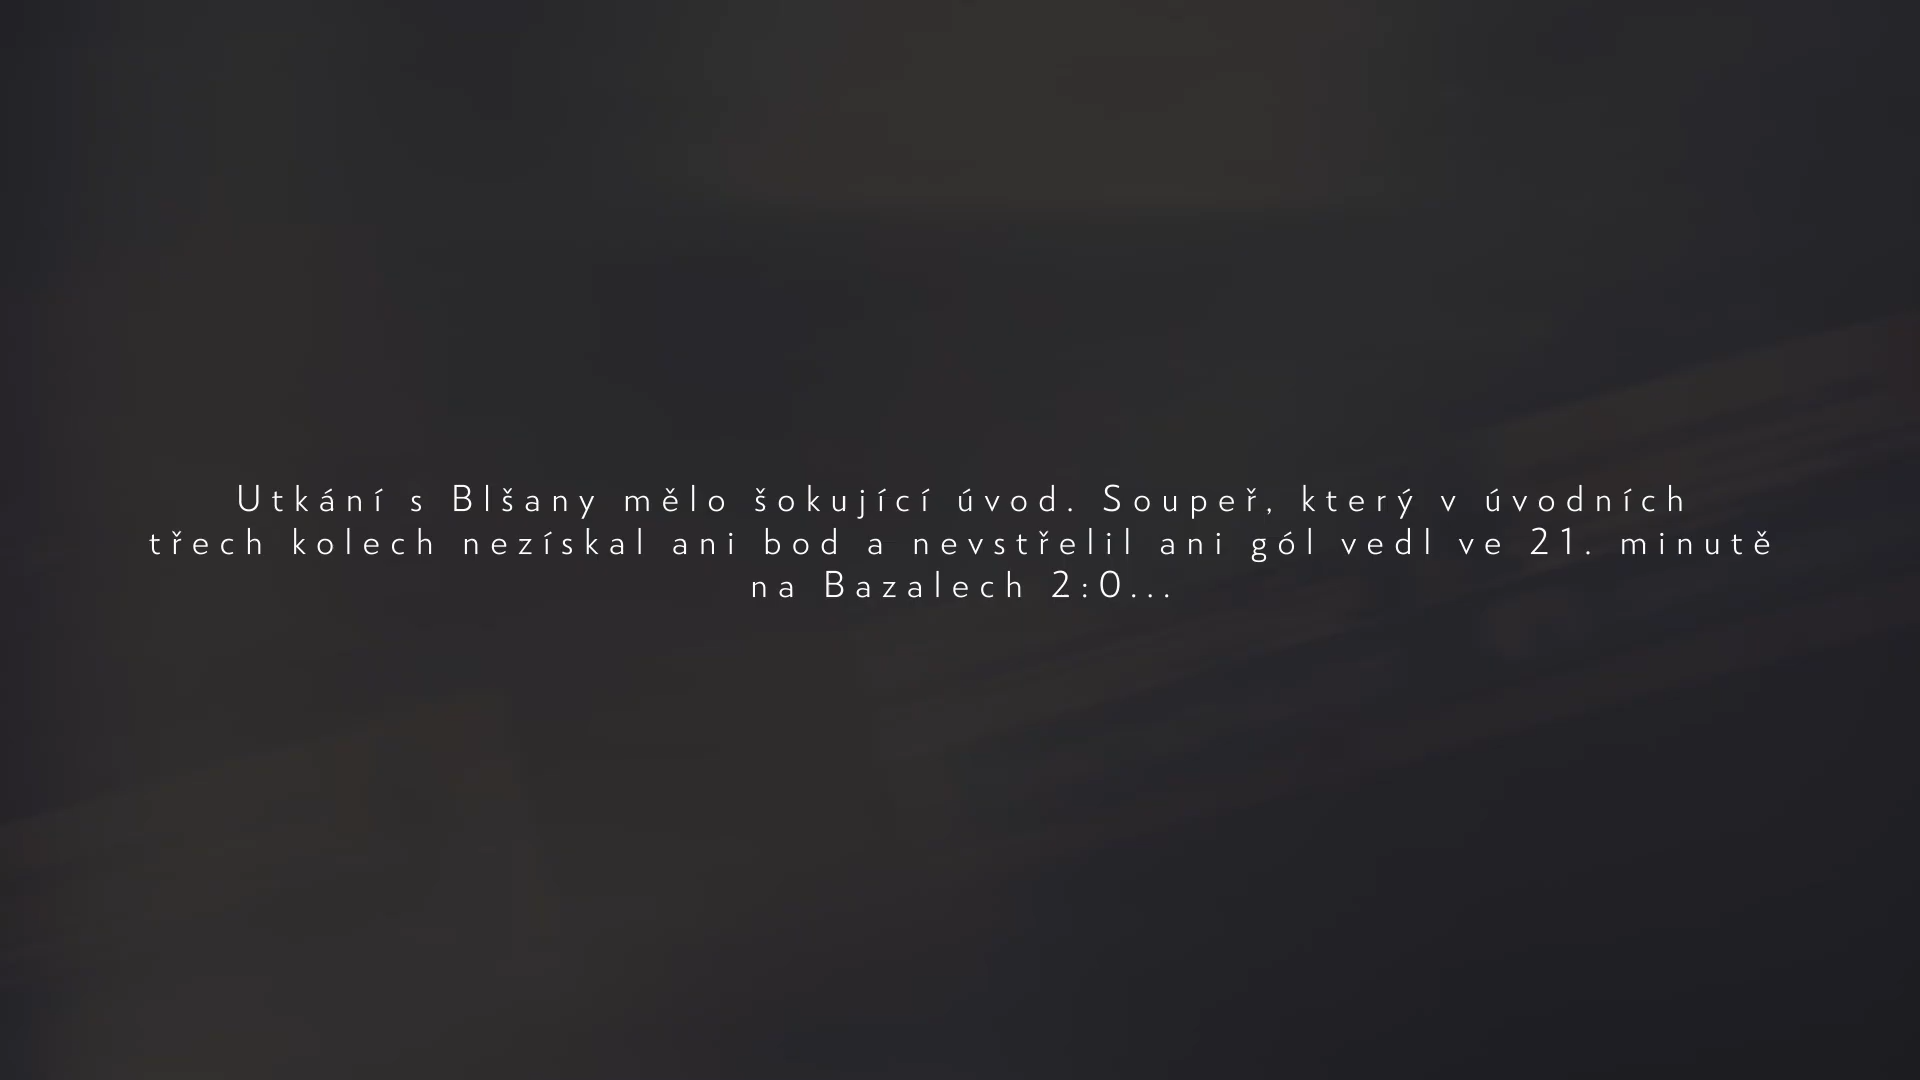 Utkání s Blšany mělo šokující úvod. Soupeř, který v úvodních
třech kolech nezískal ani bod a nevstřelil ani gól vedl ve 21. minutě
na Bazalech 2:0...